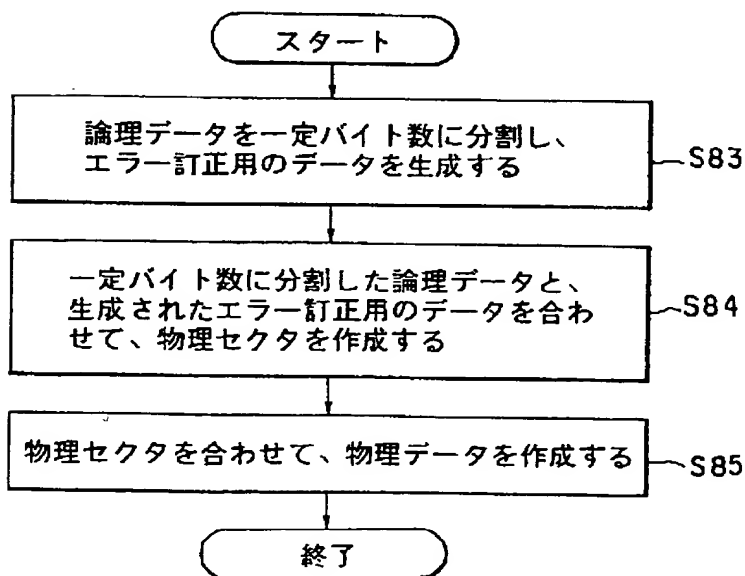 スタート
論理データを一定バイト数に分割し、
エラー訂正用のデータを生成する
S83
一定バイト数に分割した論理データと、
生成されたエラー訂正用のデータを合わ
せて、物理セクタを作成する
S84
物理セクタを合わせて、物理データを作成する
S85
終了